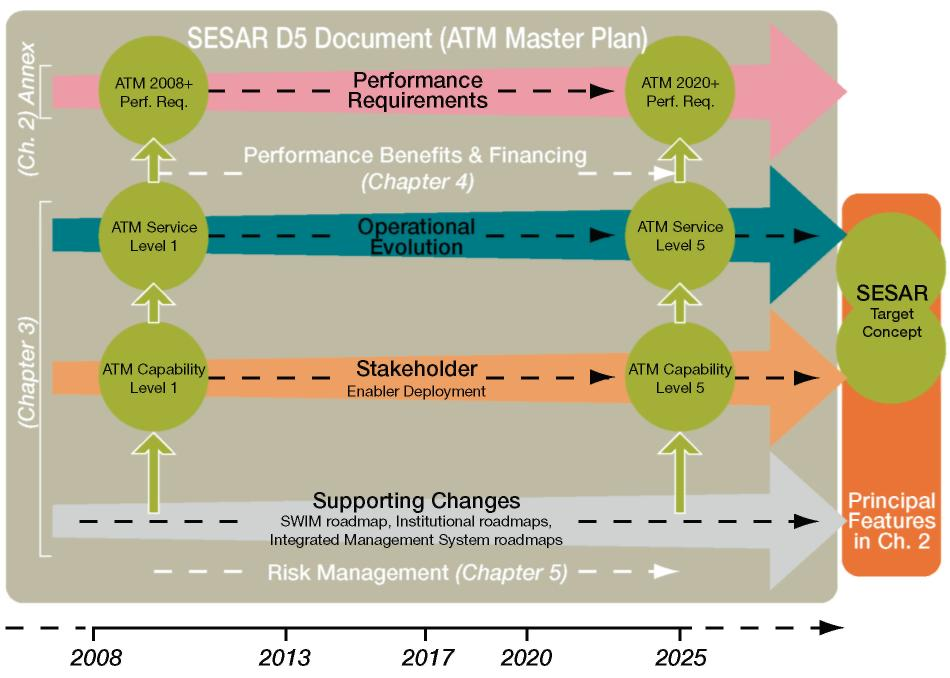 SESAR D5 Document (ATM Master Plan)
(Ch. 2) Annex
ATM 2008+
Perf. Req.
Performance
Requirements
ATM 2020+
Perf. Req.
Performance Benefits & Financing
(Chapter 4)
(Chapter 3)
ATM Service
Level 1
Operational
Evolution
ATM Service
Level 5
SESAR
Target
Concept
ATM Capability
Level 1
Stakeholder
Enabler Deployment
ATM Capability
Level 5
Supporting Changes
SWIM roadmap, Institutional roadmaps,
Integrated Management System roadmaps
Principal
Features
in Ch. 2
Risk Management (Chapter 5)
2008
2013
2017
2020
2025